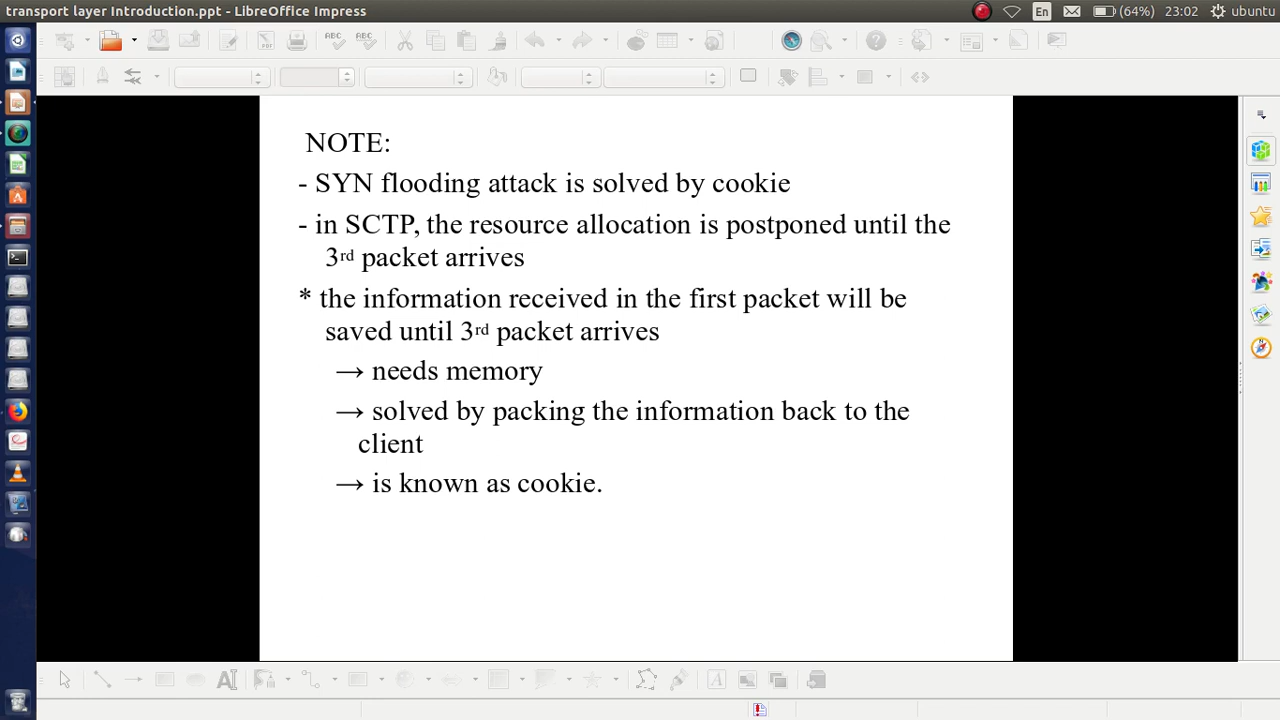 transport layer Introduction.ppt - LibreOffice Impress
En
(64%)
23:02
ubuntu
ABC
ABC
NOTE:
- SYN flooding attack is solved by cookie
- in SCTP, the resource allocation is postponed until the
3rd packet arrives
* the information received in the first packet will be
saved until 3rd packet arrives
→ needs memory
→ solved by packing the information back to the
client
→ is known as cookie.